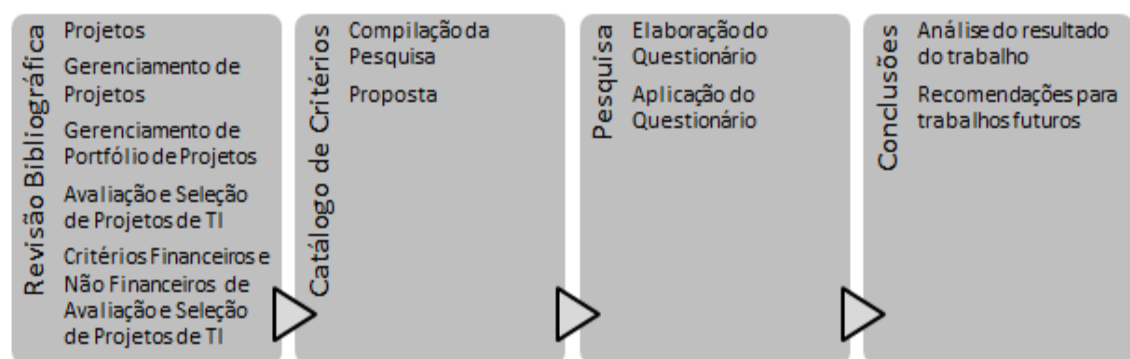 Revisão Bibliográfica
Projetos
Gerenciamento de
Projetos
Gerenciamento de
Portfólio de Projetos
Avaliação e Seleção
de Projetos de TI
Critérios Financeiros e
Não Financeiros de
Avaliação e Seleção
de Projetos de TI
Catálogo de Critérios
Compilação da
Pesquisa
Proposta
Pesquisa
Elaboração do
Questionário
Aplicação do
Questionário
Conclusões
Análise do resultado
do trabalho
Recomendações para
trabalhos futuros